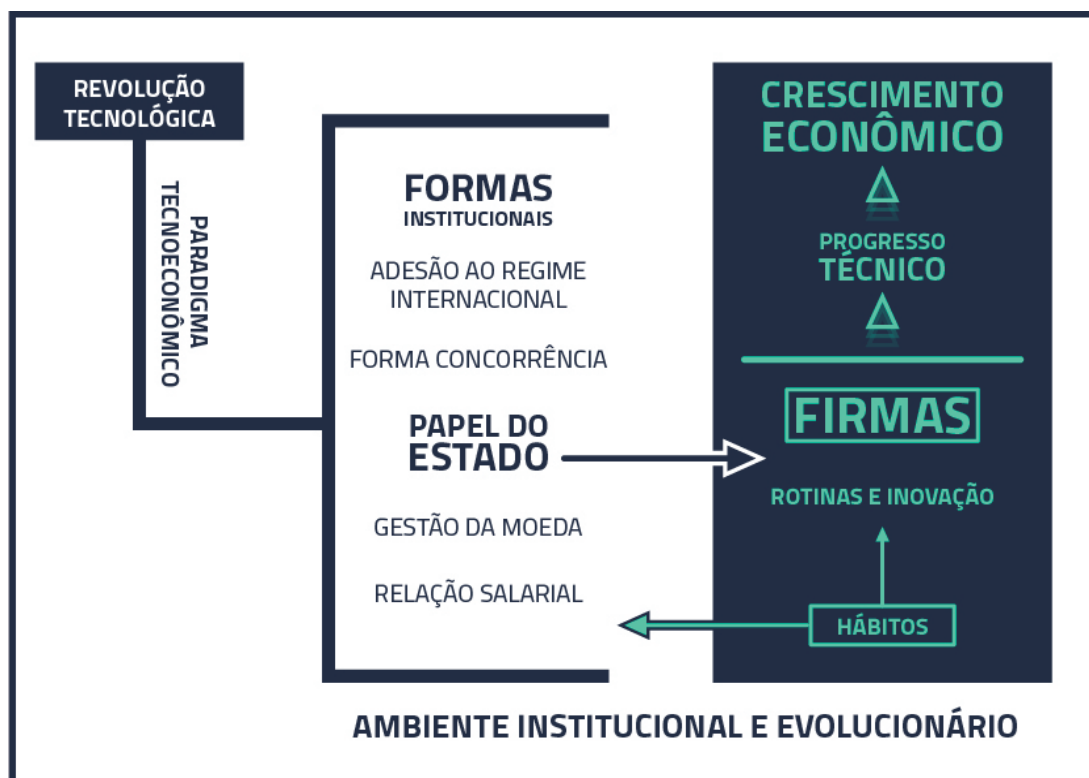 REVOLUÇÃO
TECNOLÓGICA
PARADIGMA
TECNOECONÔMICO
FORMAS
INSTITUCIONAIS
ADESÃO AO REGIME
INTERNACIONAL
FORMA CONCORRÊNCIA
PAPEL DO
ESTADO
GESTÃO DA MOEDA
RELAÇÃO SALARIAL
CRESCIMENTO
ECONÔMICO
PROGRESSO
TÉCNICO
FIRMAS
ROTINAS E INOVAÇÃO
HÁBITOS
AMBIENTE INSTITUCIONAL E EVOLUCIONÁRIO